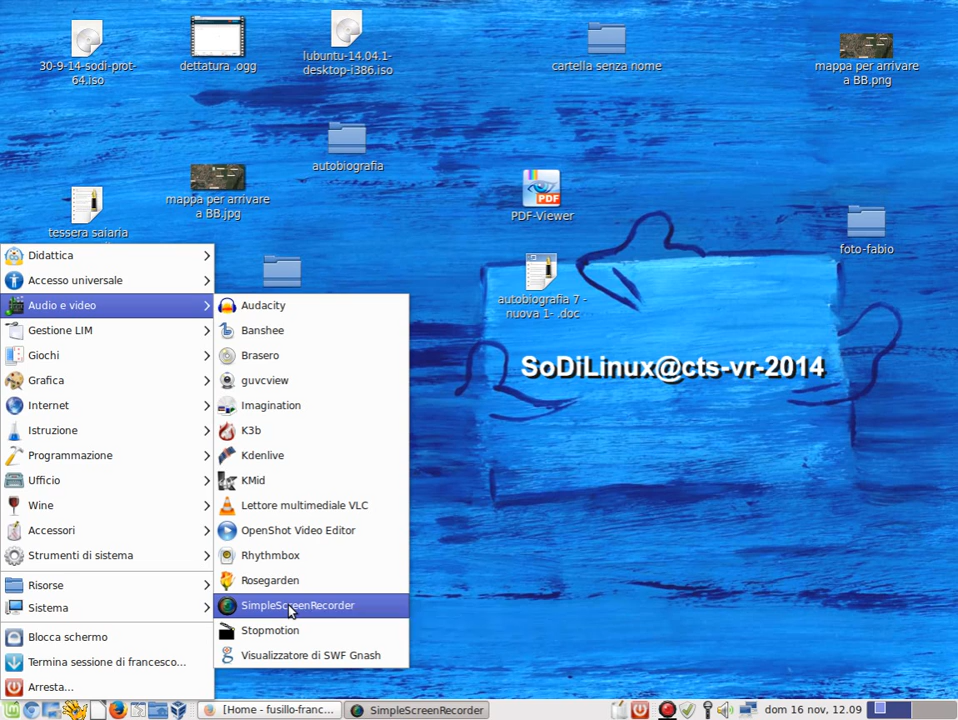 30-9-14-sodi-prot-
64.iso
dettatura .ogg
lubuntu-14.04.1-
desktop-i386.iso
cartella senza nome
mappa per arrivare
a BB.png
autobiografia
mappa per arrivare
a BB.jpg
tessera saiaria
PDF-Viewer
PDF
foto-fabio
autobiografia 7 -
nuova 1- .doc
SoDiLinux@cts-vr-2014
Didattica
Accesso universale
Audio e video
Gestione LIM
Giochi
Grafica
Internet
Istruzione
Programmazione
Ufficio
Wine
Accessori
Strumenti di sistema
Risorse
Sistema
Blocca schermo
Termina sessione di francesco...
Arresta...
Audacity
Banshee
Brasero
guvcview
Imagination
K3b
Kdenlive
KMid
Lettore multimediale VLC
OpenShot Video Editor
Rhythmbox
Rosegarden
SimpleScreenRecorder
Stopmotion
Visualizzatore di SWF Gnash
[Home - fusillo-franc...
SimpleScreenRecorder
dom 16 nov, 12.09